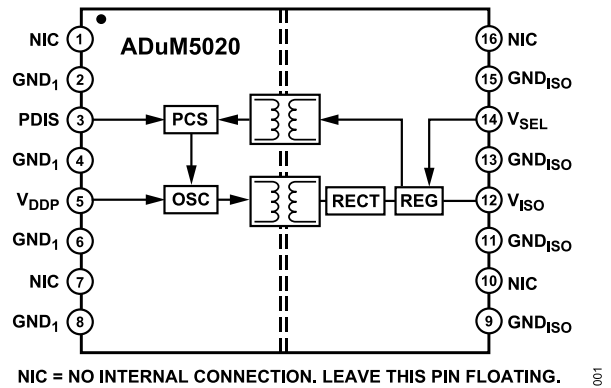 ADuM5020
NIC 1
GND1 2
PDIS 3
GND1 4
VDDP 5
GND1 6
NIC 7
GND1 8
PCS
OSC
RECT
REG
16 NIC
15 GNDISO
14 VSEL
13 GNDISO
12 VISO
11 GNDISO
10 NIC
9 GNDISO
NIC = NO INTERNAL CONNECTION. LEAVE THIS PIN FLOATING.
001